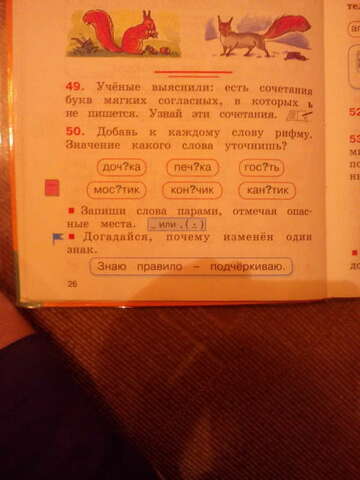 49. Учёные выяснили: есть сочетания
букв мягких согласных, в которых ь
не пишется. Узнай эти сочетания.
50. Добавь к каждому слову рифму.
Значение какого слова уточнишь?
доч?ка печ?ка гос?ть
мос?тик кон?чик кан?тик
Запиши слова парами, отмечая опас-
ные места. _ или .(:)
Догадайся, почему изменён один
знак.
Знаю правило – подчёркиваю.
26
52
53